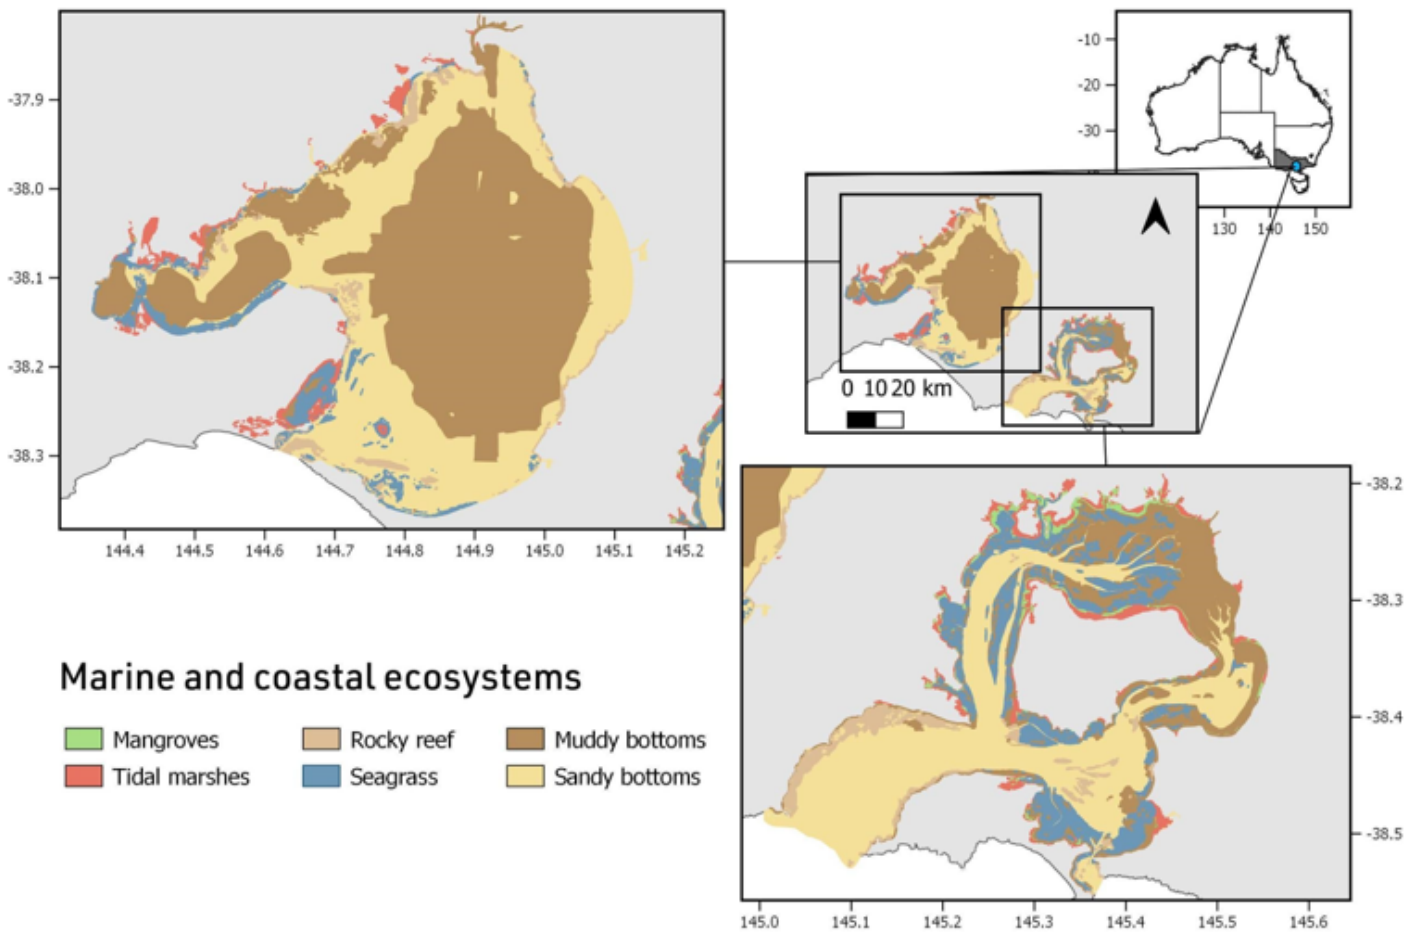 -37.9
-38.0
-38.1
-38.2
-38.3
144.4 144.5 144.6 144.7 144.8 144.9 145.0 145.1 145.2
-10
-20
-30
130 140 150
0 10 20 km
-38.2
-38.3
-38.4
-38.5
145.0 145.1 145.2 145.3 145.4 145.5 145.6
Marine and coastal ecosystems
Mangroves Rocky reef Muddy bottoms
Tidal marshes Seagrass Sandy bottoms